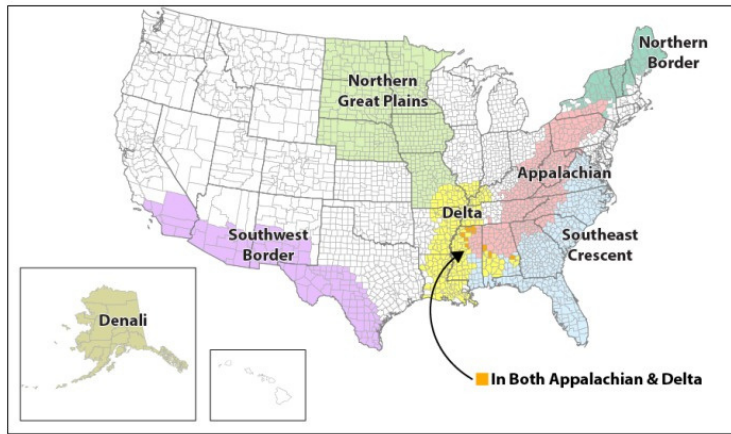 Northern
Border
Northern
Great Plains
Appalachian
Delta
Southeast
Crescent
Southwest
Border
Denali
In Both Appalachian & Delta